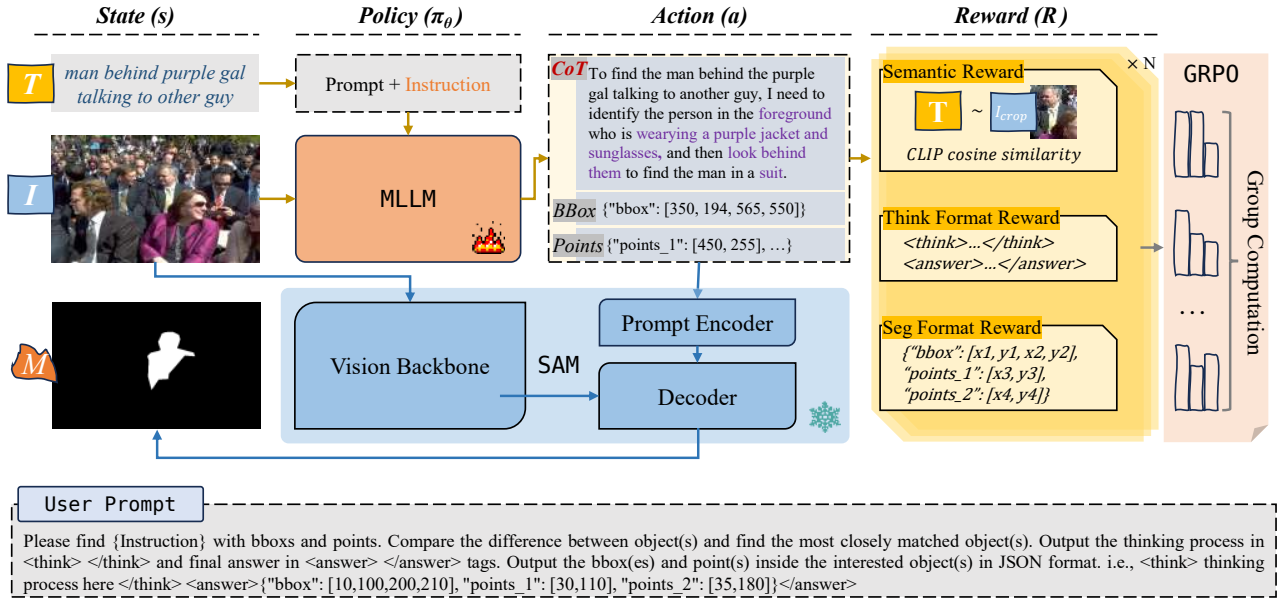 State (s)
Policy (πθ)
Action (a)
Reward (R)
T
man behind purple gal
talking to other guy
Prompt + Instruction
I
MLLM
CoT
To find the man behind the purple
gal talking to another guy, I need to
identify the person in the foreground
who is wearying a purple jacket and
sunglasses, and then look behind
them to find the man in a suit.
BBox {"bbox": [350, 194, 565, 550]}
Points {"points_1": [450, 255], …}
× N
Semantic Reward
T ~ Icrop
CLIP cosine similarity
Think Format Reward
<think>...</think>
<answer>...</answer>
Seg Format Reward
{"bbox": [x1, y1, x2, y2],
"points_1": [x3, y3],
"points_2": [x4, y4]}
GRPO
...
Group Computation
M
Vision Backbone
SAM
Prompt Encoder
Decoder
User Prompt
Please find {Instruction} with bboxs and points. Compare the difference between object(s) and find the most closely matched object(s). Output the thinking process in
<think> </think> and final answer in <answer> </answer> tags. Output the bbox(es) and point(s) inside the interested object(s) in JSON format. i.e., <think> thinking
process here </think> <answer>{"bbox": [10,100,200,210], "points_1": [30,110], "points_2": [35,180]}</answer>